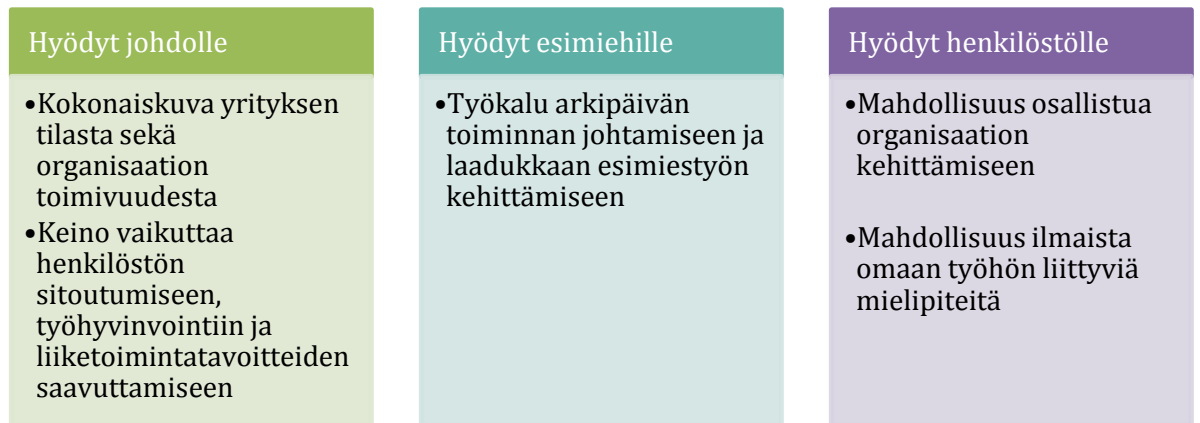 Hyödyt johdolle
•Kokonaiskuva yrityksen
tilasta sekä
organisaation
toimivuudesta
•Keino vaikuttaa
henkilöstön
sitoutumiseen,
työhyvinvointiin ja
liiketoimintatavoitteiden
saavuttamiseen
Hyödyt esimiehille
•Työkalu arkipäivän
toiminnan johtamiseen ja
laadukkaan esimiestyön
kehittämiseen
Hyödyt henkilöstölle
•Mahdollisuus osallistua
organisaation
kehittämiseen
•Mahdollisuus ilmaista
omaan työhön liittyviä
mielipiteitä